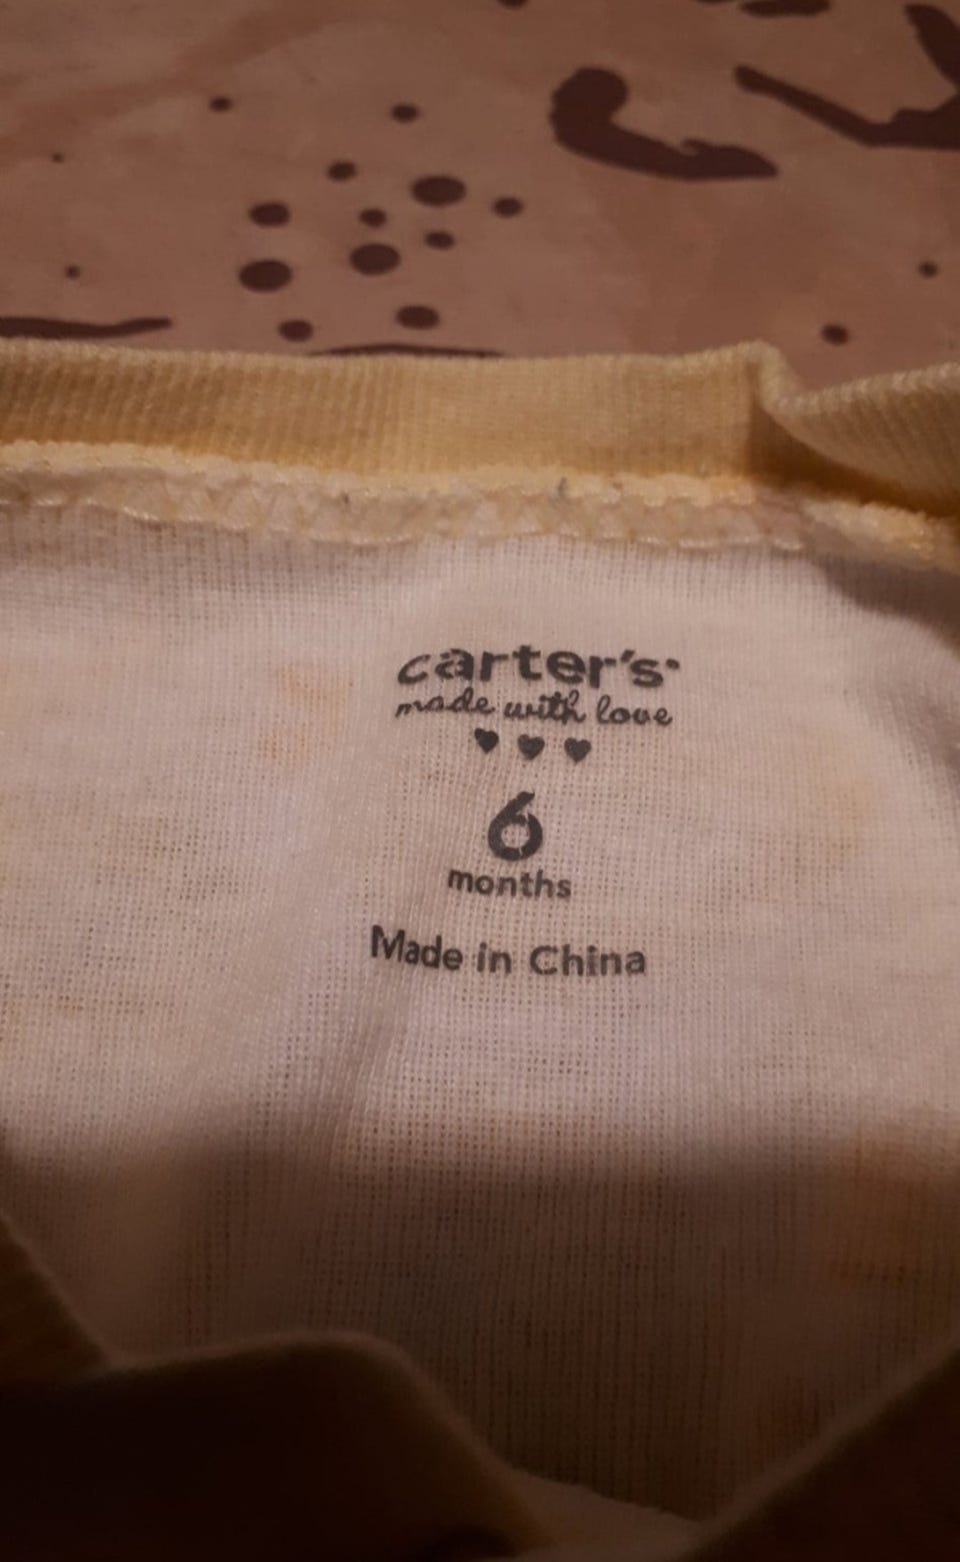 carter's
made with love
6
months
Made in China